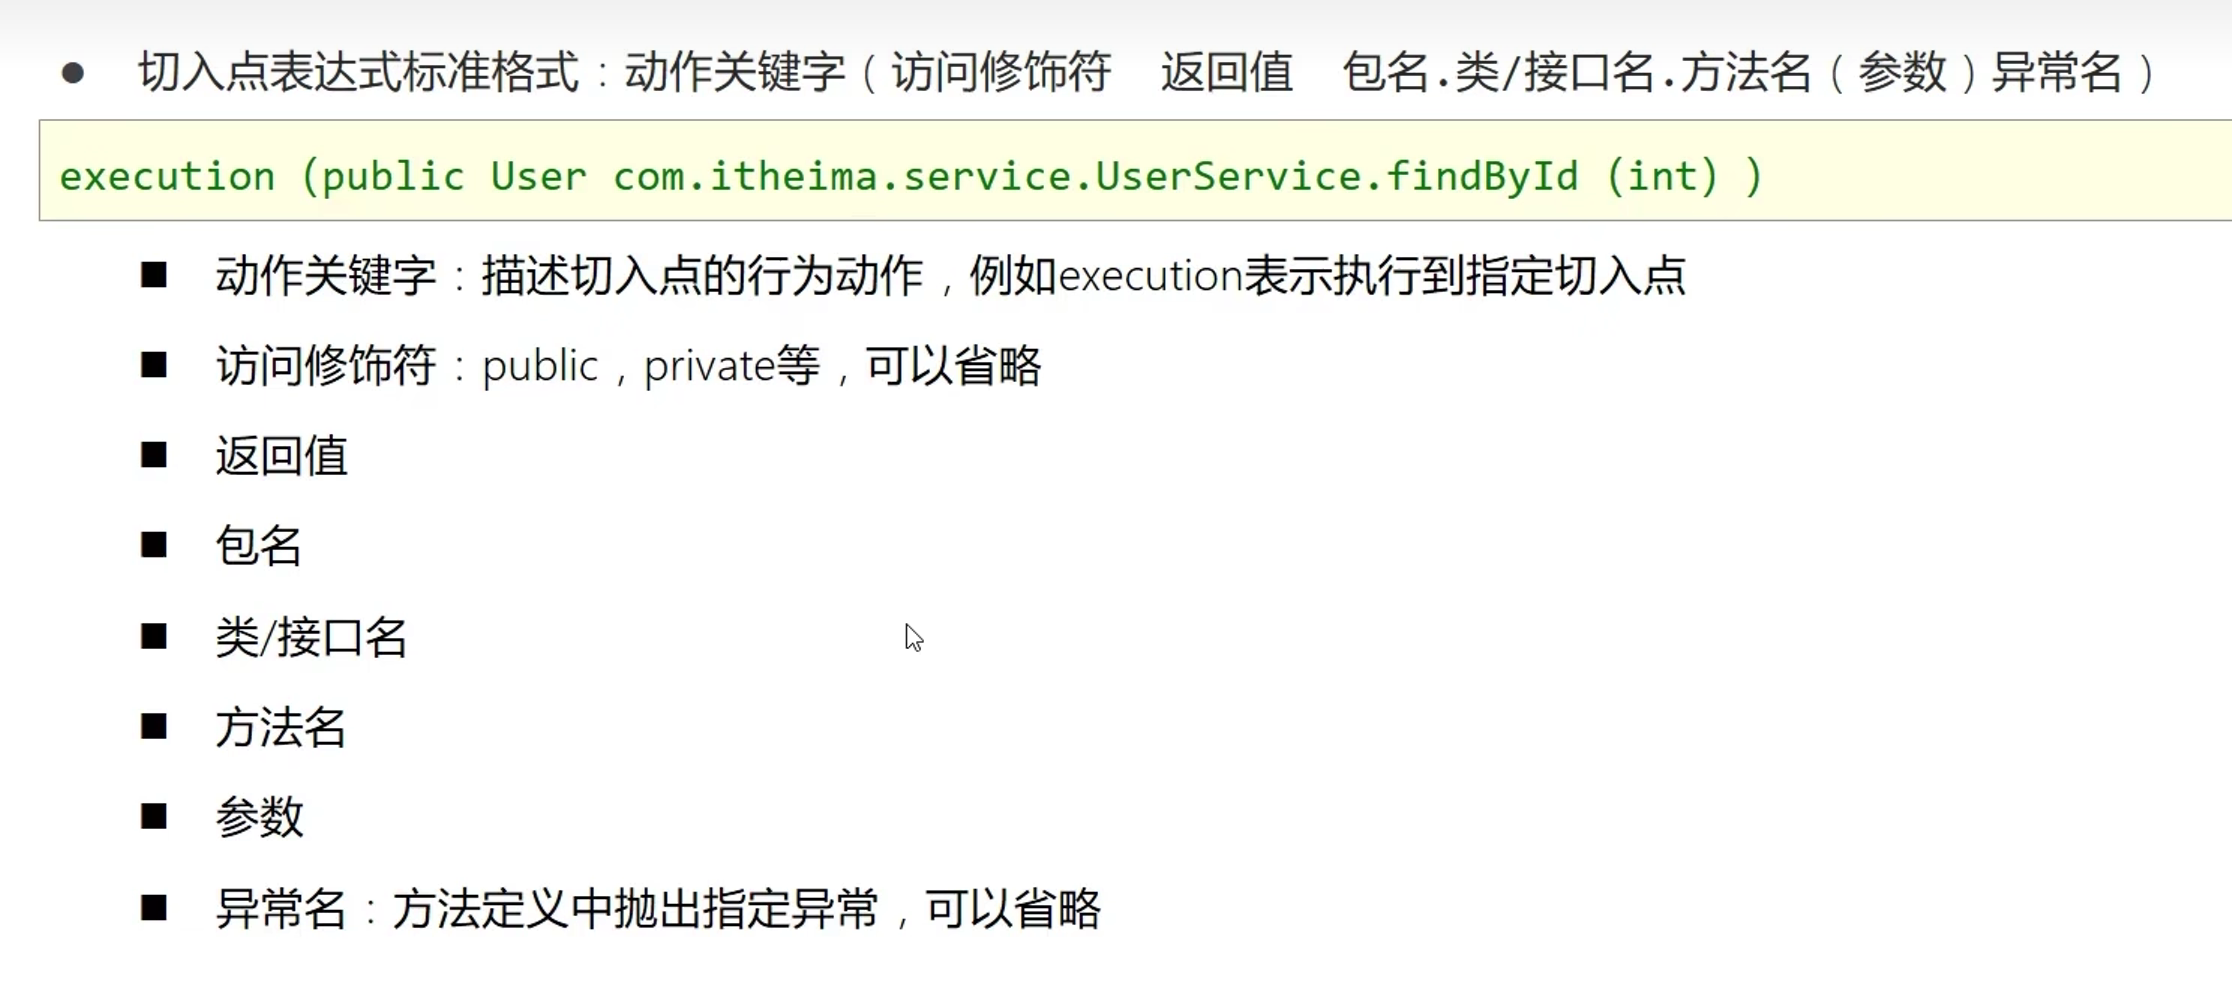 ● 切入点表达式标准格式：动作关键字（访问修饰符 返回值 包名.类/接口名.方法名（参数）异常名）
execution (public User com.itheima.service.UserService.findById (int) )
■ 动作关键字：描述切入点的行为动作，例如execution表示执行到指定切入点
■ 访问修饰符：public，private等，可以省略
■ 返回值
■ 包名
■ 类/接口名
■ 方法名
■ 参数
■ 异常名：方法定义中抛出指定异常，可以省略